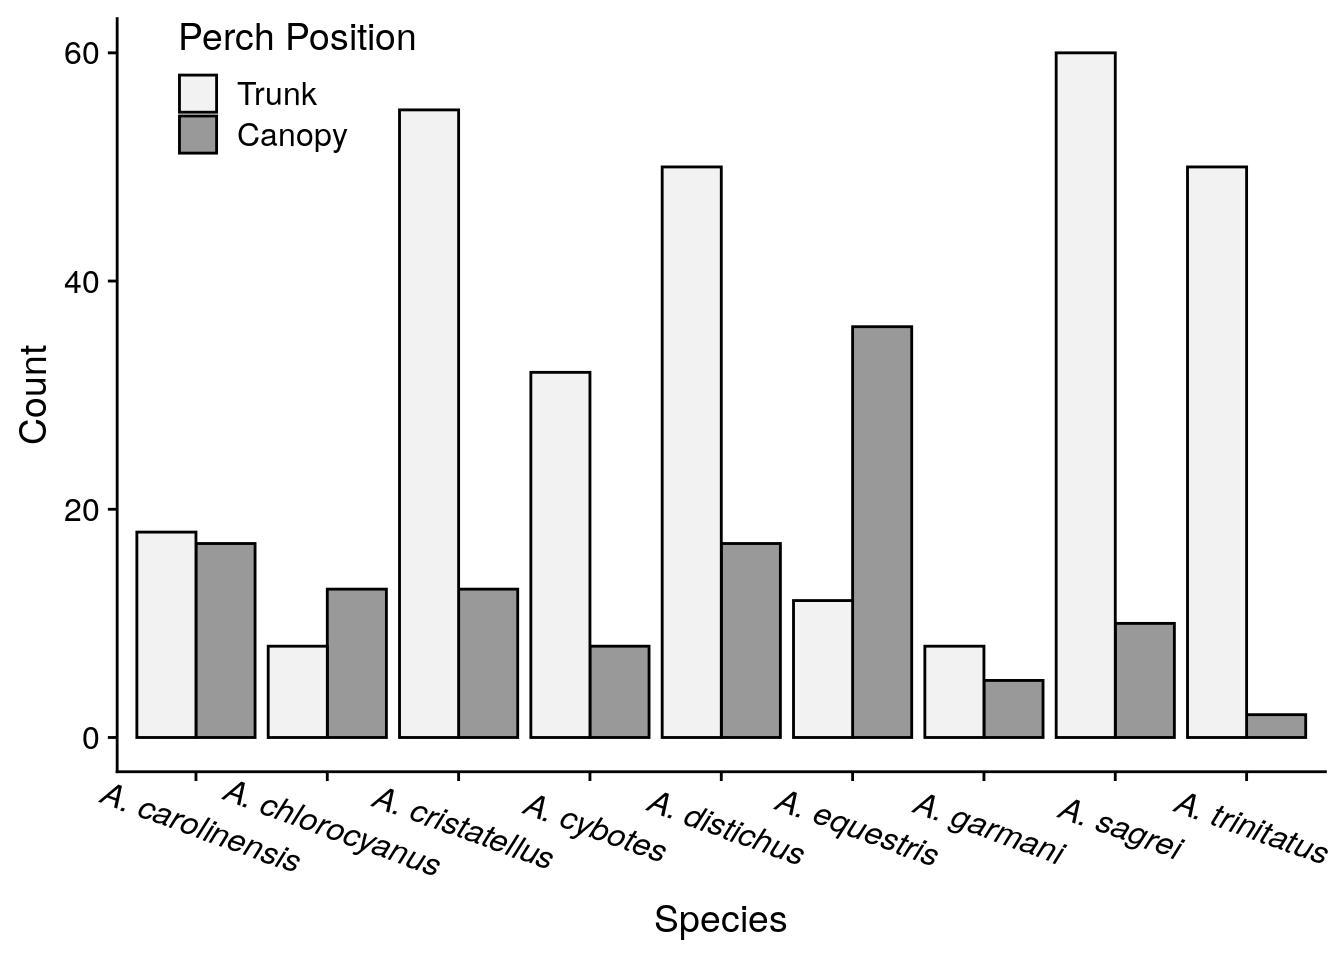 Perch Position
Trunk
Canopy
60
40
20
0
Count
A. carolinensis
A. chlorocyanus
A. cristatellus
A. cybotes
A. distichus
A. equestris
A. garmani
A. sagrei
A. trinitatus
Species